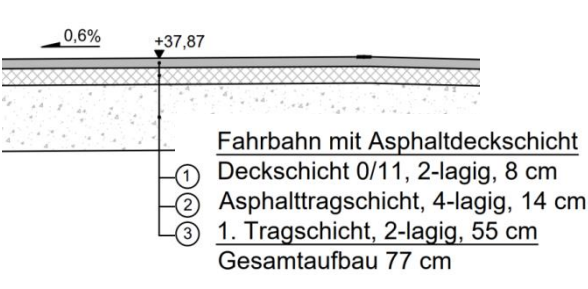 0,6%
+37,87
Fahrbahn mit Asphaltdeckschicht
1 Deckschicht 0/11, 2-lagig, 8 cm
2 Asphalttragschicht, 4-lagig, 14 cm
3 1. Tragschicht, 2-lagig, 55 cm
Gesamtaufbau 77 cm